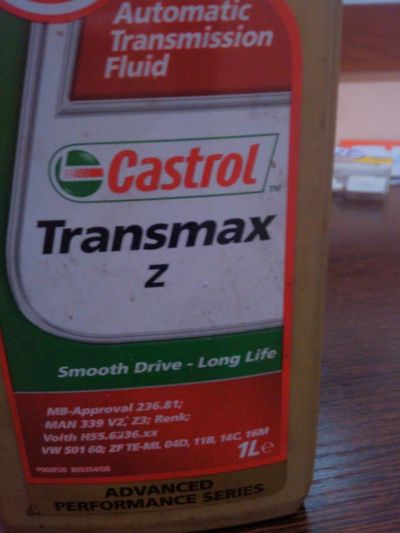 Automatic
Transmission
Fluid
Castrol
TM
Transmax
Z
Smooth Drive - Long Life
MB-Approval 236.81;
MAN 339 V2, Z3; Renk;
Voith H55.6336.xx
VW 501 60; ZF TE-ML 04D, 11B, 14C, 16M
1L℮
ADVANCED
PERFORMANCE SERIES